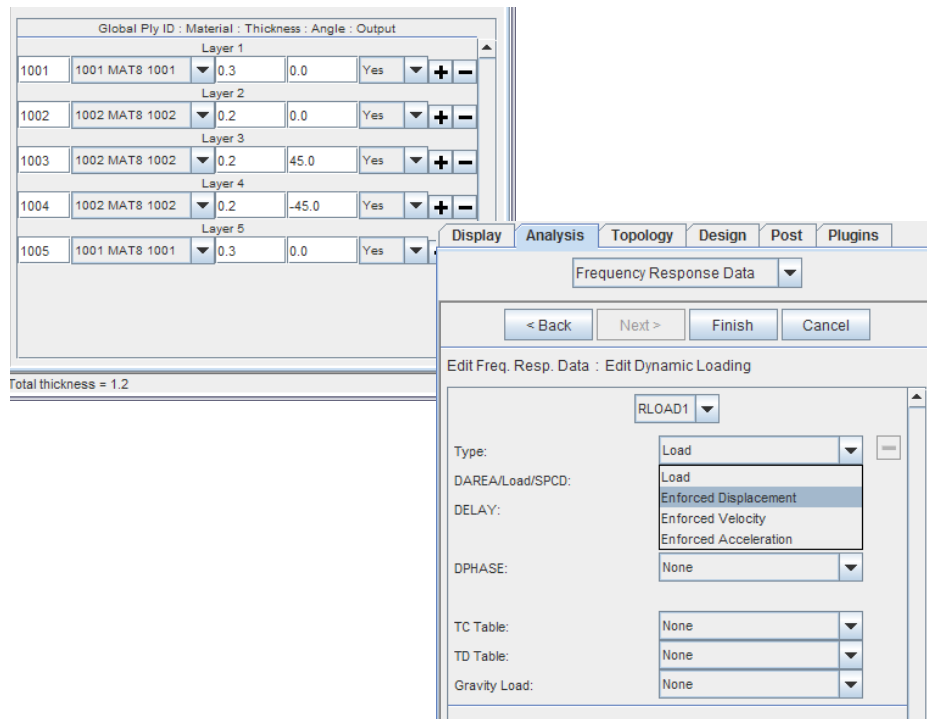 Global Ply ID : Material : Thickness : Angle : Output
Layer 1
1001 1001 MAT8 1001 0.3 0.0 Yes
Layer 2
1002 1002 MAT8 1002 0.2 0.0 Yes
Layer 3
1003 1002 MAT8 1002 0.2 45.0 Yes
Layer 4
1004 1002 MAT8 1002 0.2 -45.0 Yes
Layer 5
1005 1001 MAT8 1001 0.3 0.0 Yes
Total thickness = 1.2
Display Analysis Topology Design Post Plugins
Frequency Response Data
< Back Next > Finish Cancel
Edit Freq. Resp. Data : Edit Dynamic Loading
RLOAD1
Type: Load
DAREA/Load/SPCD: Load
Enforced Displacement
DELAY: Enforced Velocity
Enforced Acceleration
DPHASE: None
TC Table: None
TD Table: None
Gravity Load: None